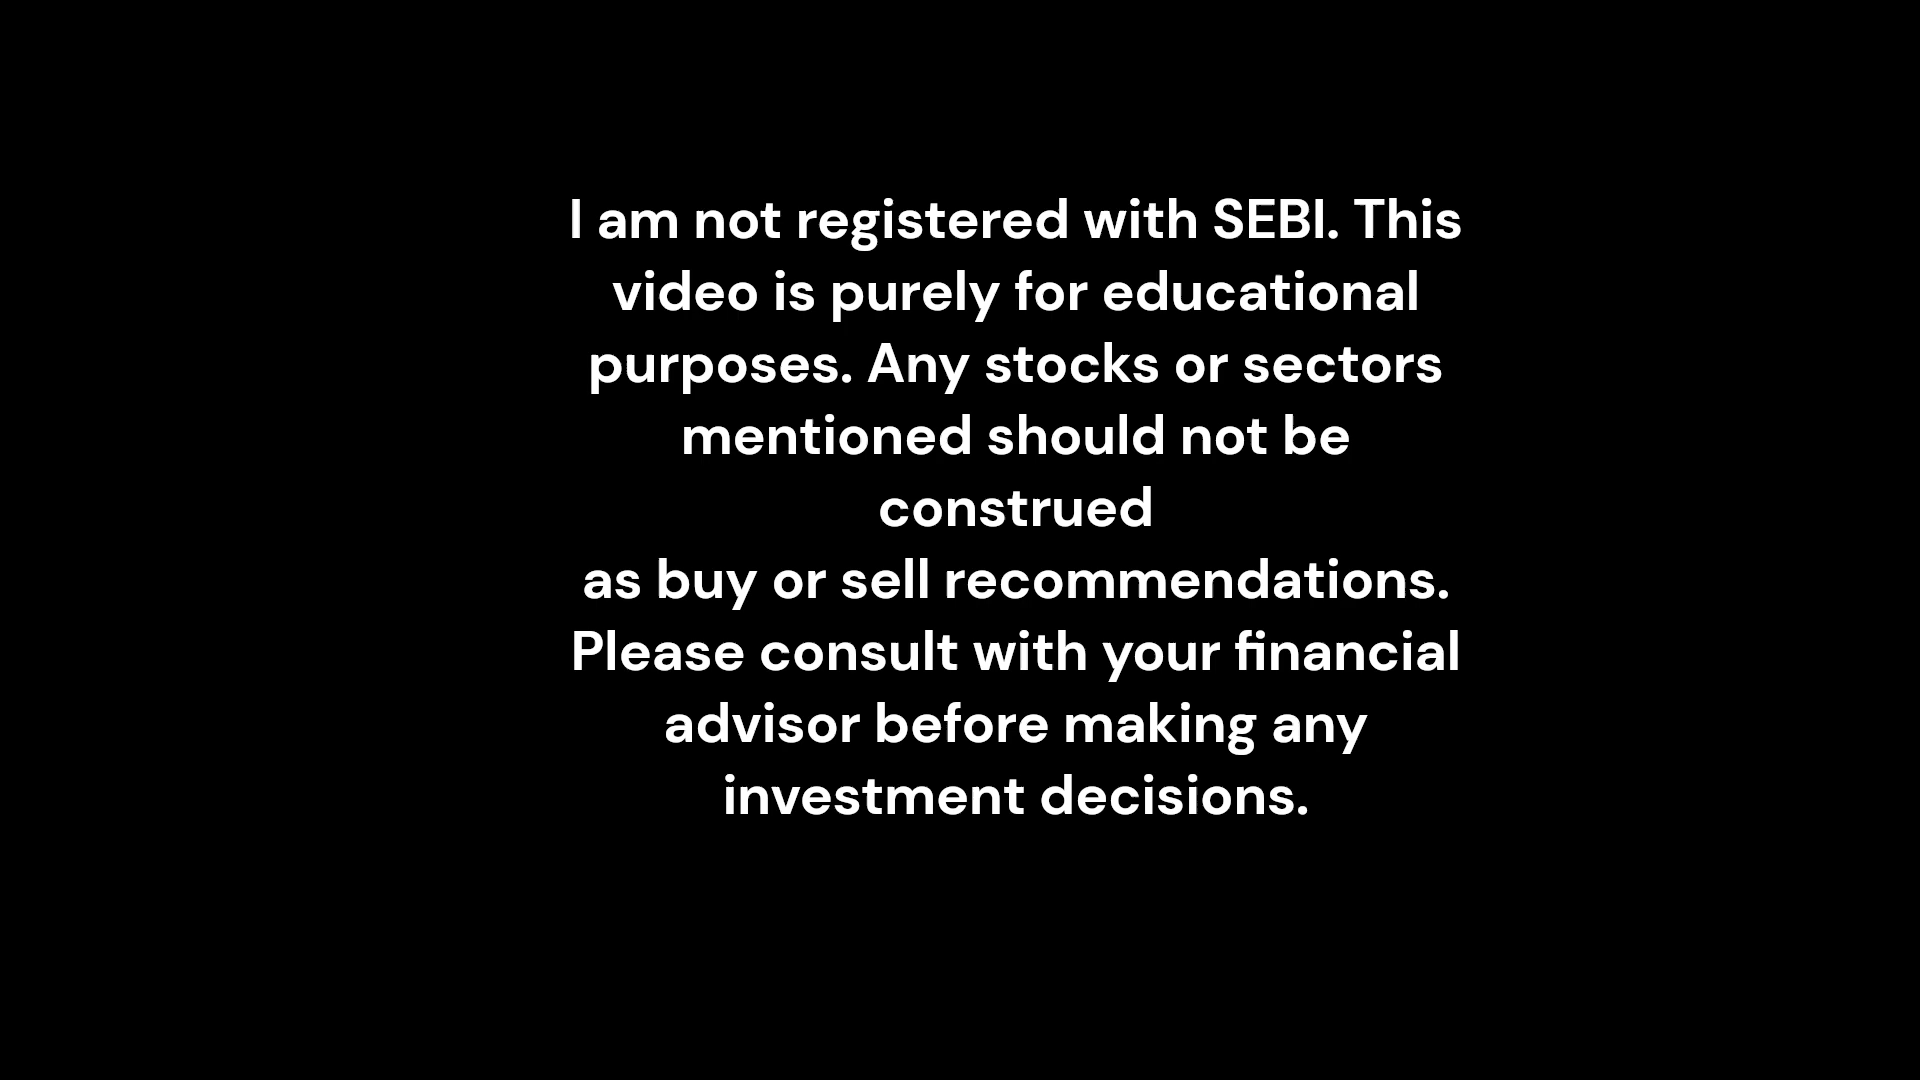 I am not registered with SEBI. This
video is purely for educational
purposes. Any stocks or sectors
mentioned should not be
construed
as buy or sell recommendations.
Please consult with your financial
advisor before making any
investment decisions.